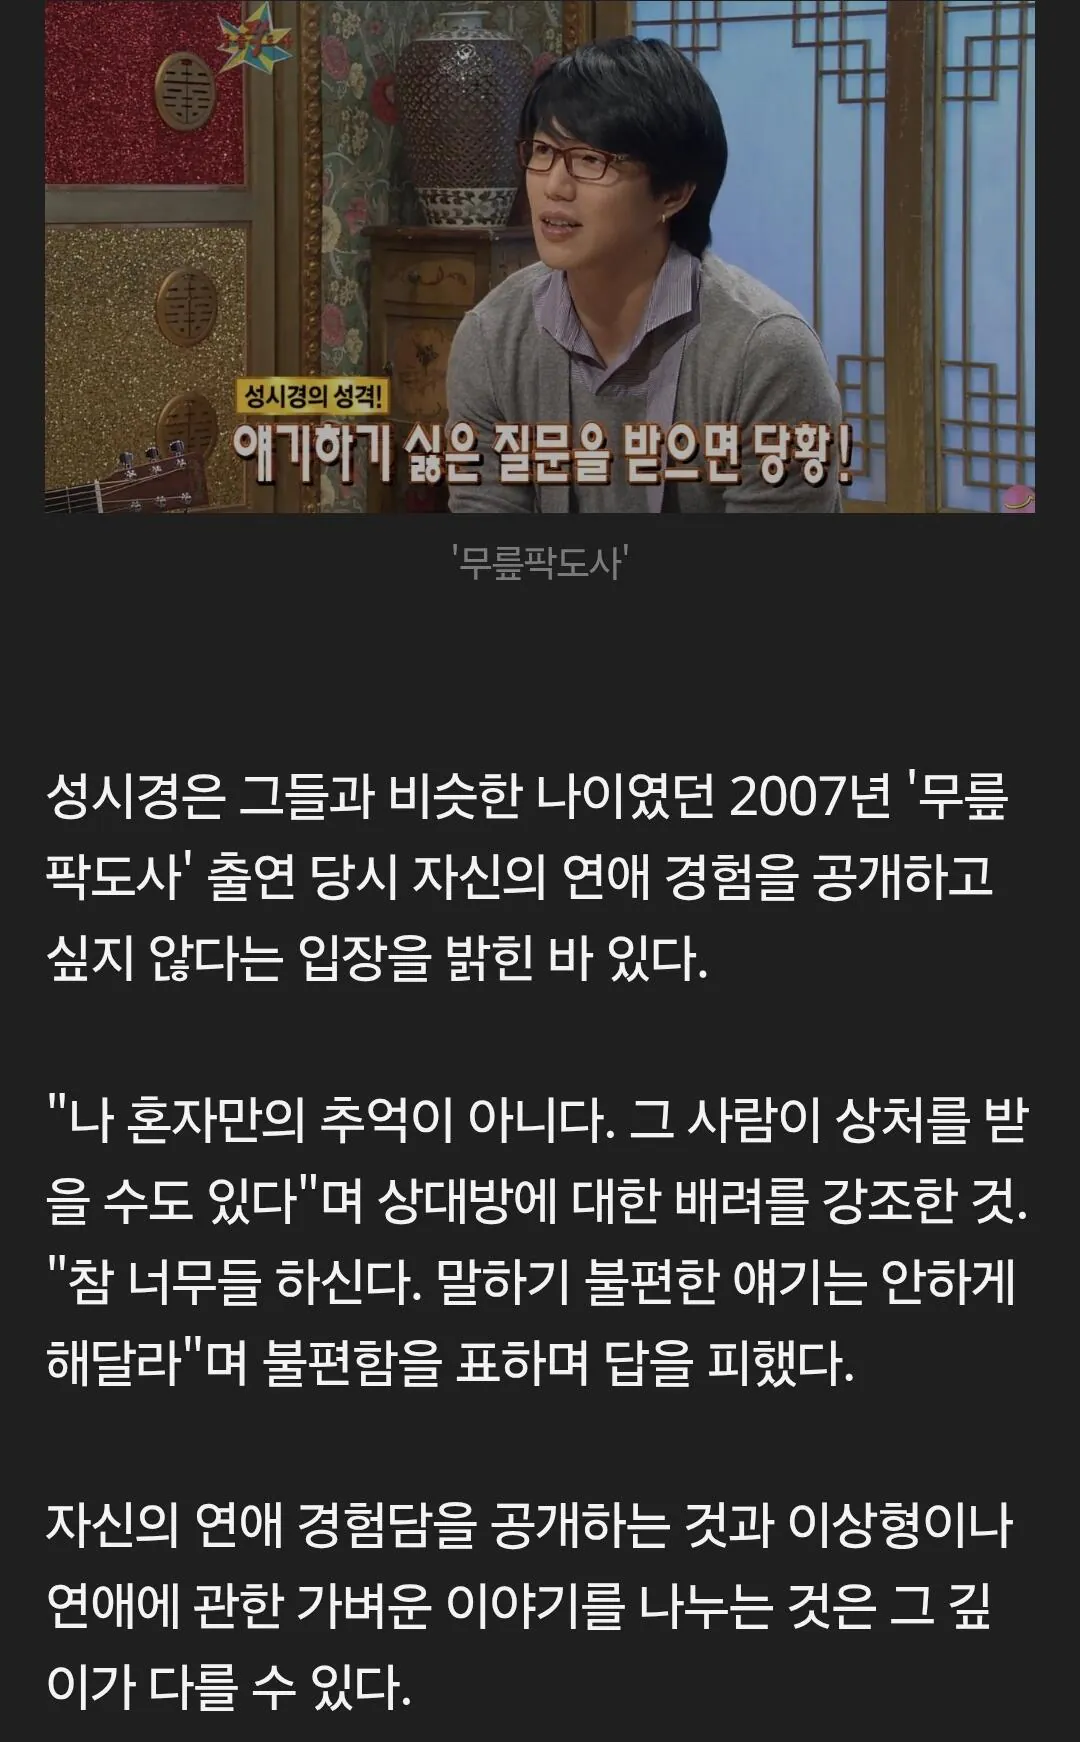 성시경의 성격!
얘기하기 싫은 질문을 받으면 당황!
'무릎팍도사'
성시경은 그들과 비슷한 나이였던 2007년 '무릎
팍도사' 출연 당시 자신의 연애 경험을 공개하고
싶지 않다는 입장을 밝힌 바 있다.
"나 혼자만의 추억이 아니다. 그 사람이 상처를 받
을 수도 있다"며 상대방에 대한 배려를 강조한 것.
"참 너무들 하신다. 말하기 불편한 얘기는 안하게
해달라"며 불편함을 표하며 답을 피했다.
자신의 연애 경험담을 공개하는 것과 이상형이나
연애에 관한 가벼운 이야기를 나누는 것은 그 깊
이가 다를 수 있다.